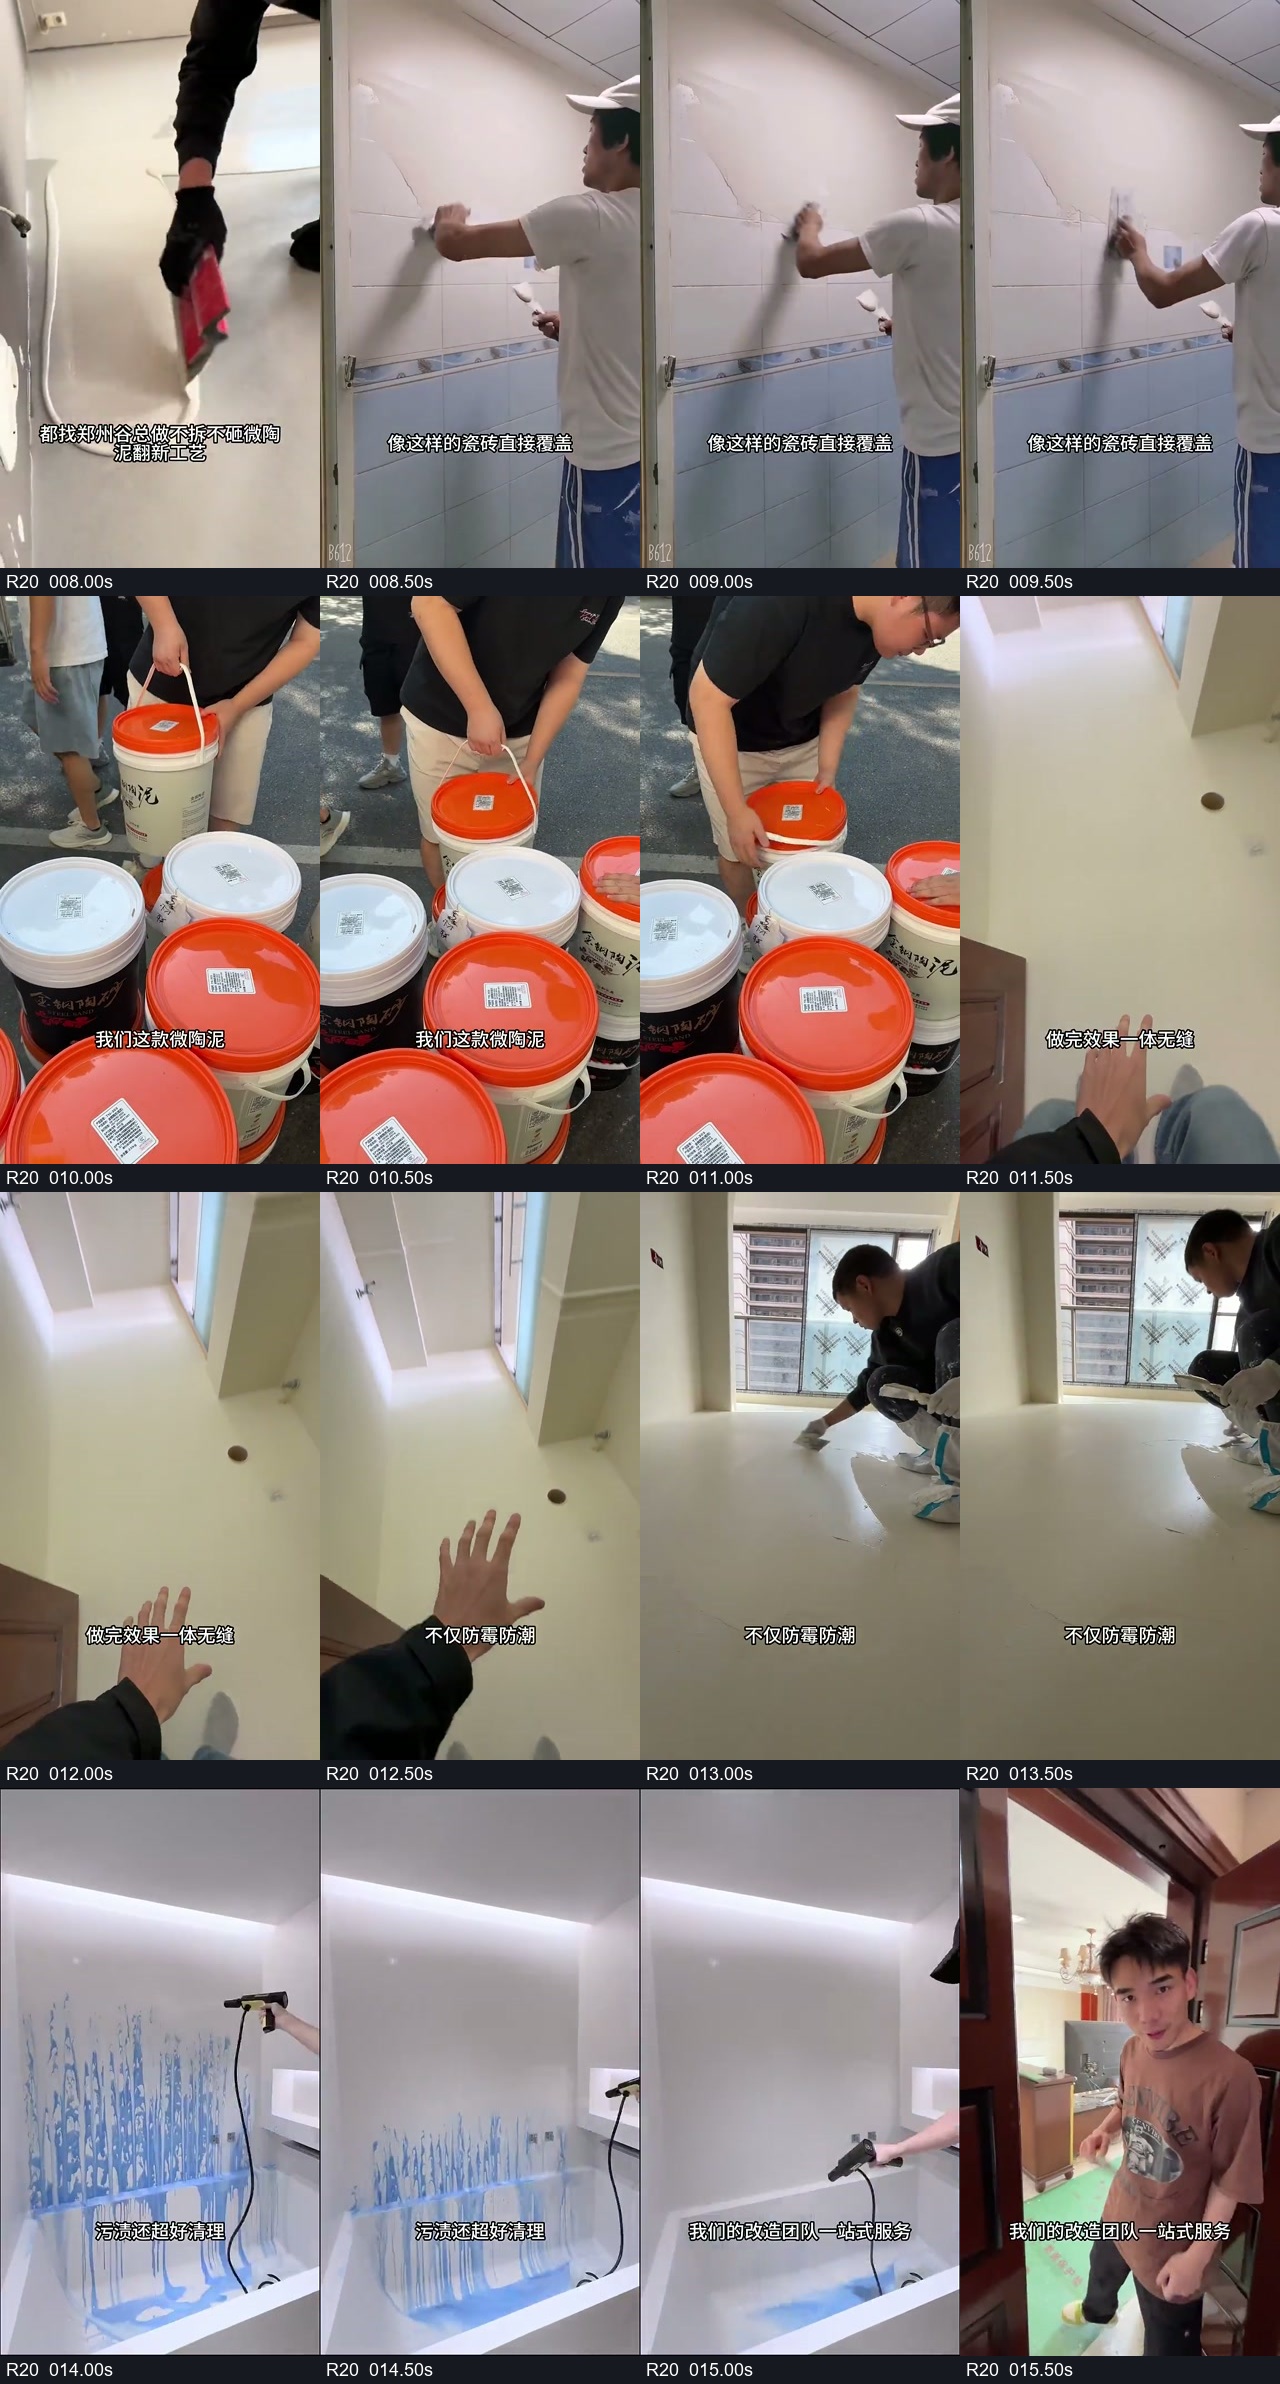 都找郑州谷总做不拆不砸微陶
泥翻新工艺
R20 008.00s
像这样的瓷砖直接覆盖
B612
R20 008.50s
像这样的瓷砖直接覆盖
B612
R20 009.00s
像这样的瓷砖直接覆盖
B612
R20 009.50s
我们这款微陶泥
R20 010.00s
我们这款微陶泥
R20 010.50s
R20 011.00s
做完效果一体无缝
R20 011.50s
做完效果一体无缝
R20 012.00s
不仅防霉防潮
R20 012.50s
不仅防霉防潮
R20 013.00s
不仅防霉防潮
R20 013.50s
污渍还超好清理
R20 014.00s
污渍还超好清理
R20 014.50s
我们的改造团队一站式服务
R20 015.00s
我们的改造团队一站式服务
R20 015.50s